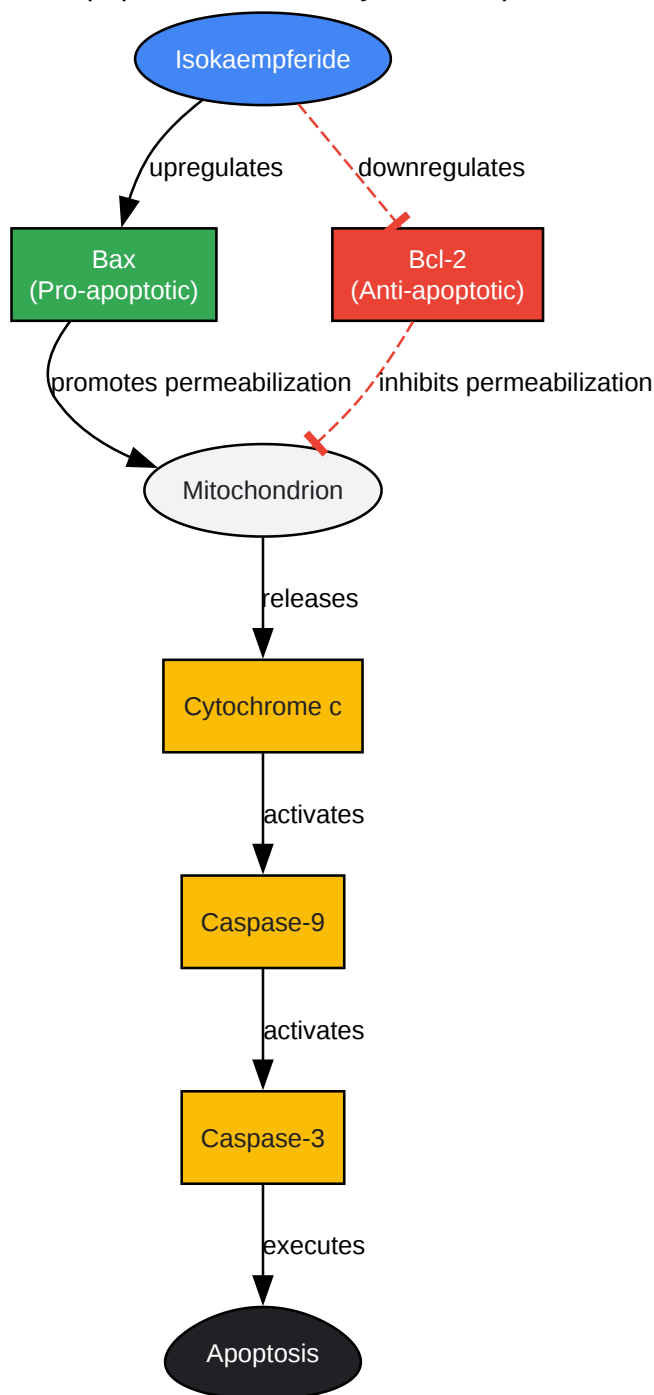 Isokaempferide
upregulates
downregulates
Bax
(Pro-apoptotic)
Bcl-2
(Anti-apoptotic)
promotes permeabilization
inhibits permeabilization
Mitochondrion
releases
Cytochrome c
activates
Caspase-9
activates
Caspase-3
executes
Apoptosis